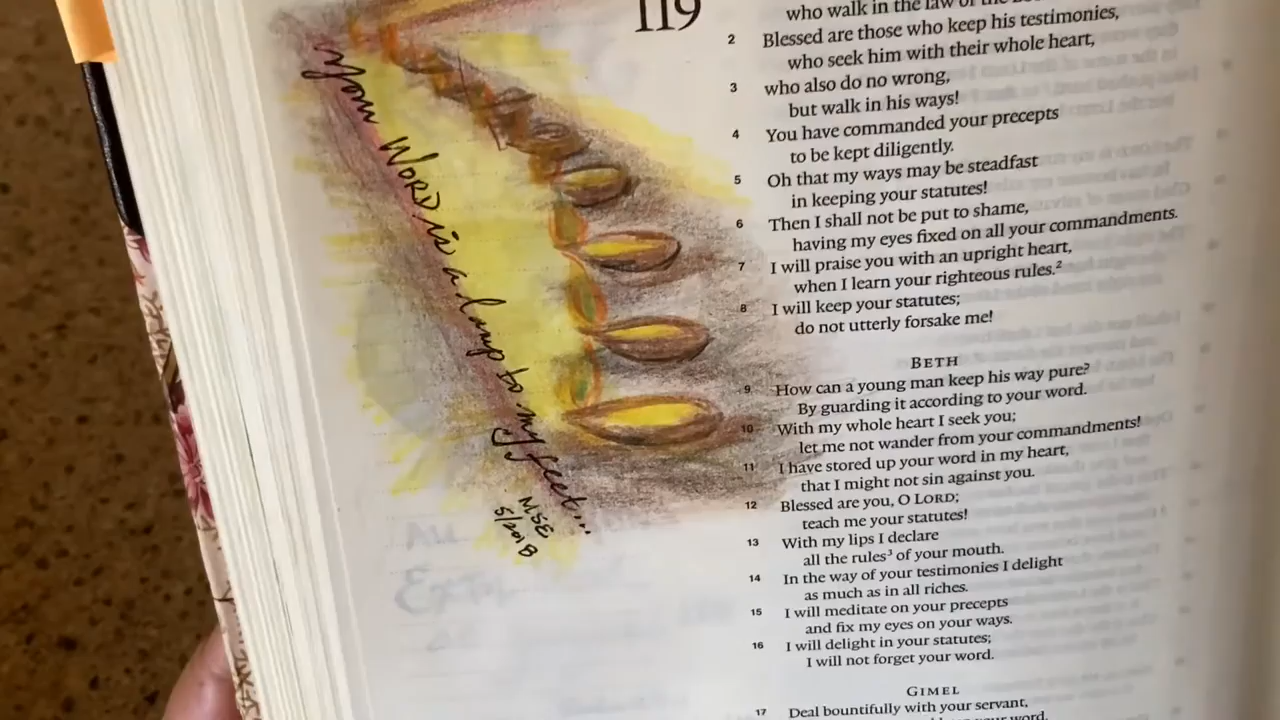 your Word is a lamp to my feet...
MSE
5/2018
119
who walk in the law of the
2 Blessed are those who keep his testimonies,
who seek him with their whole heart,
3 who also do no wrong,
but walk in his ways!
4 You have commanded your precepts
to be kept diligently.
5 Oh that my ways may be steadfast
in keeping your statutes!
6 Then I shall not be put to shame,
having my eyes fixed on all your commandments.
7 I will praise you with an upright heart,
when I learn your righteous rules.²
8 I will keep your statutes;
do not utterly forsake me!
BETH
9 How can a young man keep his way pure?
By guarding it according to your word.
10 With my whole heart I seek you;
let me not wander from your commandments!
11 I have stored up your word in my heart,
that I might not sin against you.
12 Blessed are you, O LORD;
teach me your statutes!
13 With my lips I declare
all the rules³ of your mouth.
14 In the way of your testimonies I delight
as much as in all riches.
15 I will meditate on your precepts
and fix my eyes on your ways.
16 I will delight in your statutes;
I will not forget your word.
GIMEL
17 Deal bountifully with your servant,
your word.